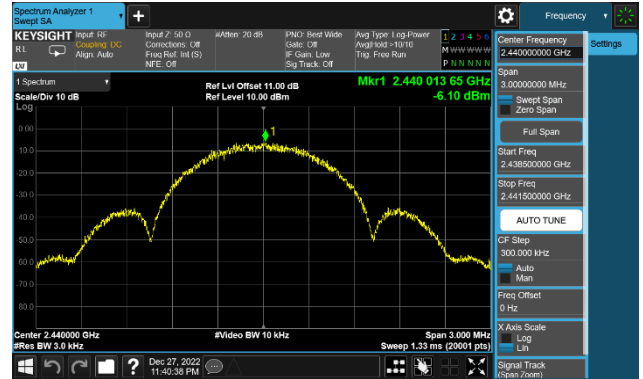 Spectrum Analyzer 1
Swept SA
+
Frequency
KEYSIGHT
Input: RF
Coupling: DC
Align: Auto
Input Z: 50 Ω
Corrections: Off
Freq Ref: Int (S)
NFE: Off
#Atten: 20 dB
PNO: Best Wide
Gate: Off
IF Gain: Low
Sig Track: Off
Avg Type: Log-Power
Avg|Hold >10/10
Trig: Free Run
1 2 3 4 5 6
M W W W W W
P N N N N N
RL
LW
1 Spectrum
Scale/Div 10 dB
Log
Ref Lvl Offset 11.00 dB
Ref Level 10.00 dBm
Mkr1 2.440 013 65 GHz
-6.10 dBm
1
0.00
-10.0
-20.0
-30.0
-40.0
-50.0
-60.0
-70.0
-80.0
Center 2.440000 GHz
#Res BW 3.0 kHz
#Video BW 10 kHz
Span 3.000 MHz
Sweep 1.33 ms (20001 pts)
Dec 27, 2022
11:40:38 PM
?
Center Frequency
2.440000000 GHz
Settings
Span
3.00000000 MHz
Swept Span
Zero Span
Full Span
Start Freq
2.438500000 GHz
Stop Freq
2.441500000 GHz
AUTO TUNE
CF Step
300.000 kHz
Auto
Man
Freq Offset
0 Hz
X Axis Scale
Log
Lin
Signal Track
(Span Zoom)